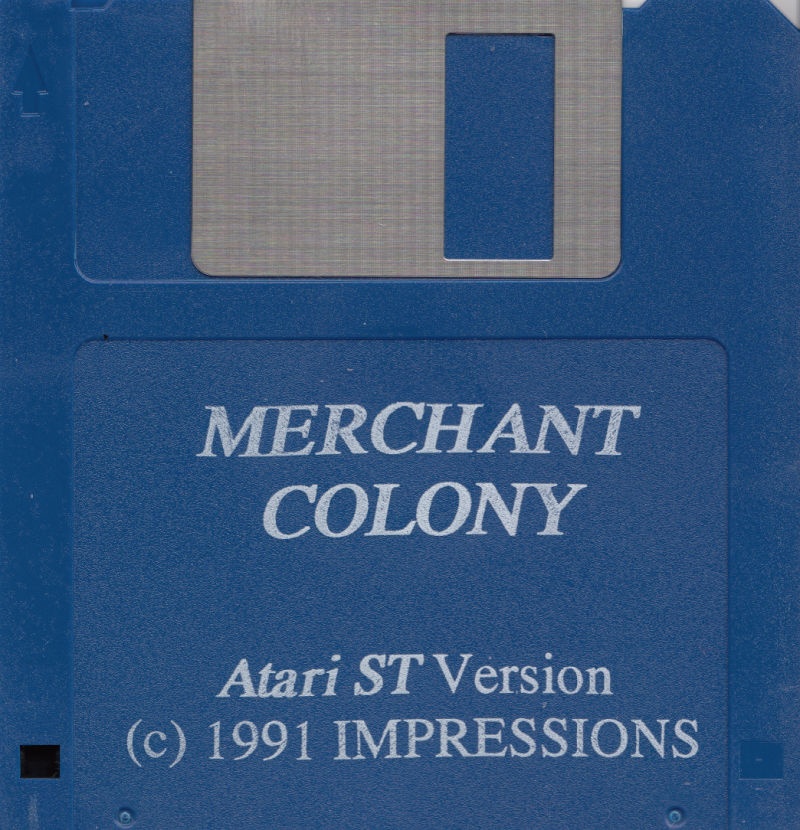 MERCHANT
COLONY
Atari ST Version
(c) 1991 IMPRESSIONS